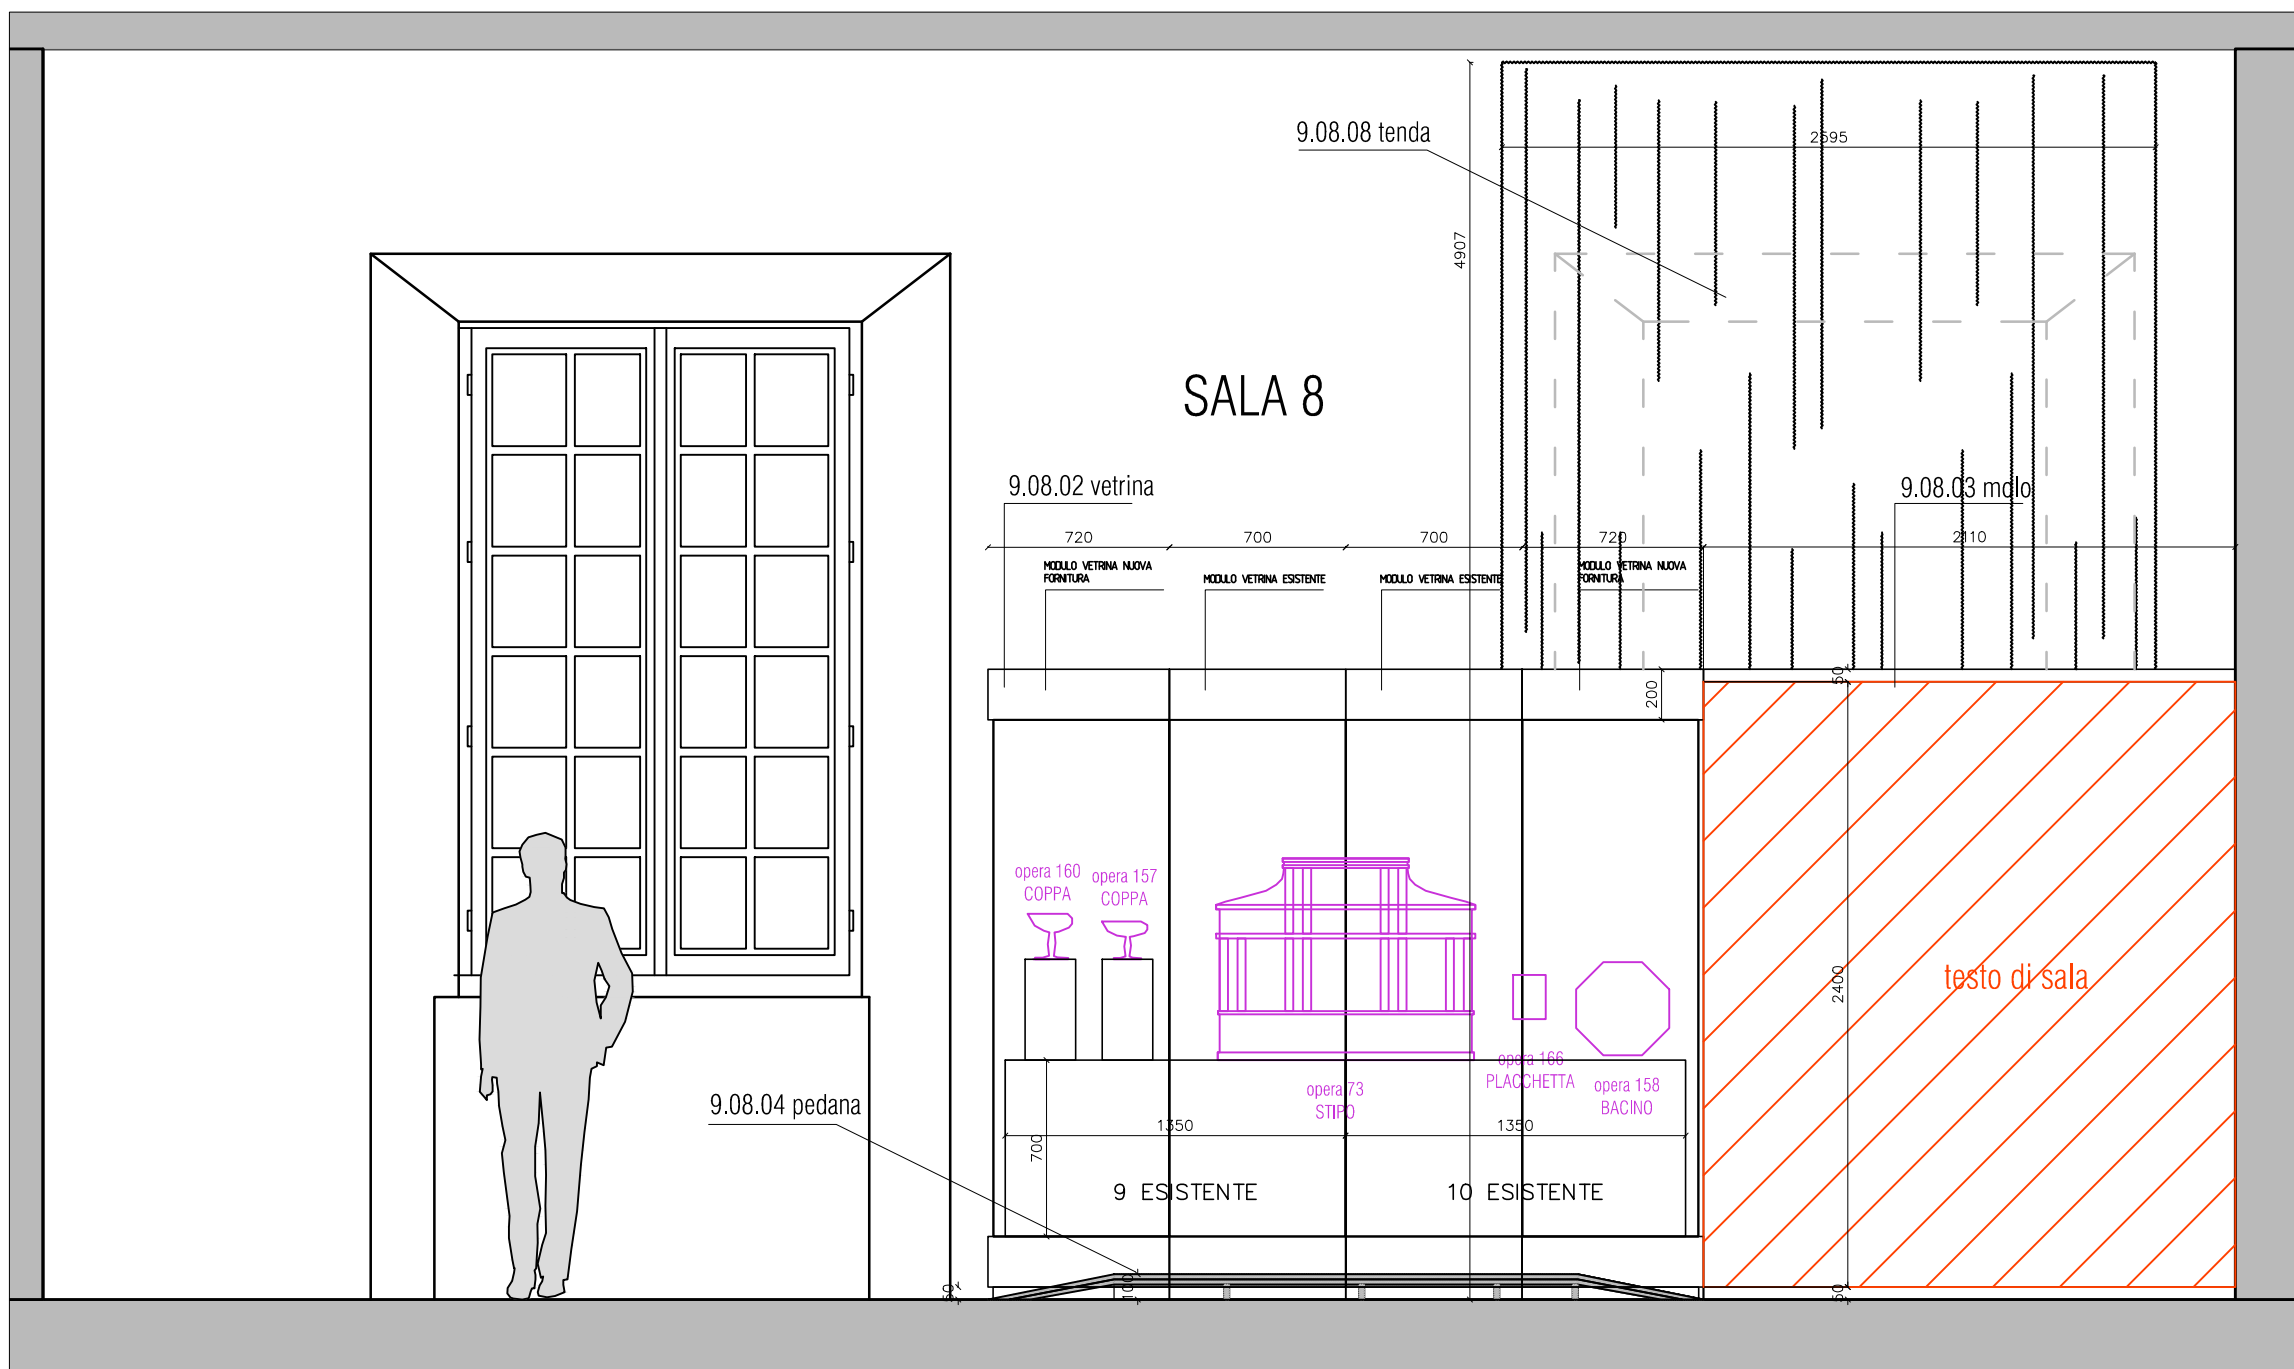 9.08.08 tenda
2595
4907
SALA 8
9.08.02 vetrina
9.08.03 molo
720
700
700
720
2110
MODULO VETRINA NUOVA
FORNITURA
MODULO VETRINA ESISTENTE
MODULO VETRINA ESISTENTE
MODULO VETRINA NUOVA
FORNITURA
50
200
opera 160
COPPA
opera 157
COPPA
testo di sala
2400
opera 166
PLACCHETTA
opera 73
STIPO
opera 158
BACINO
9.08.04 pedana
1350
1350
700
9 ESISTENTE
10 ESISTENTE
50
100
50